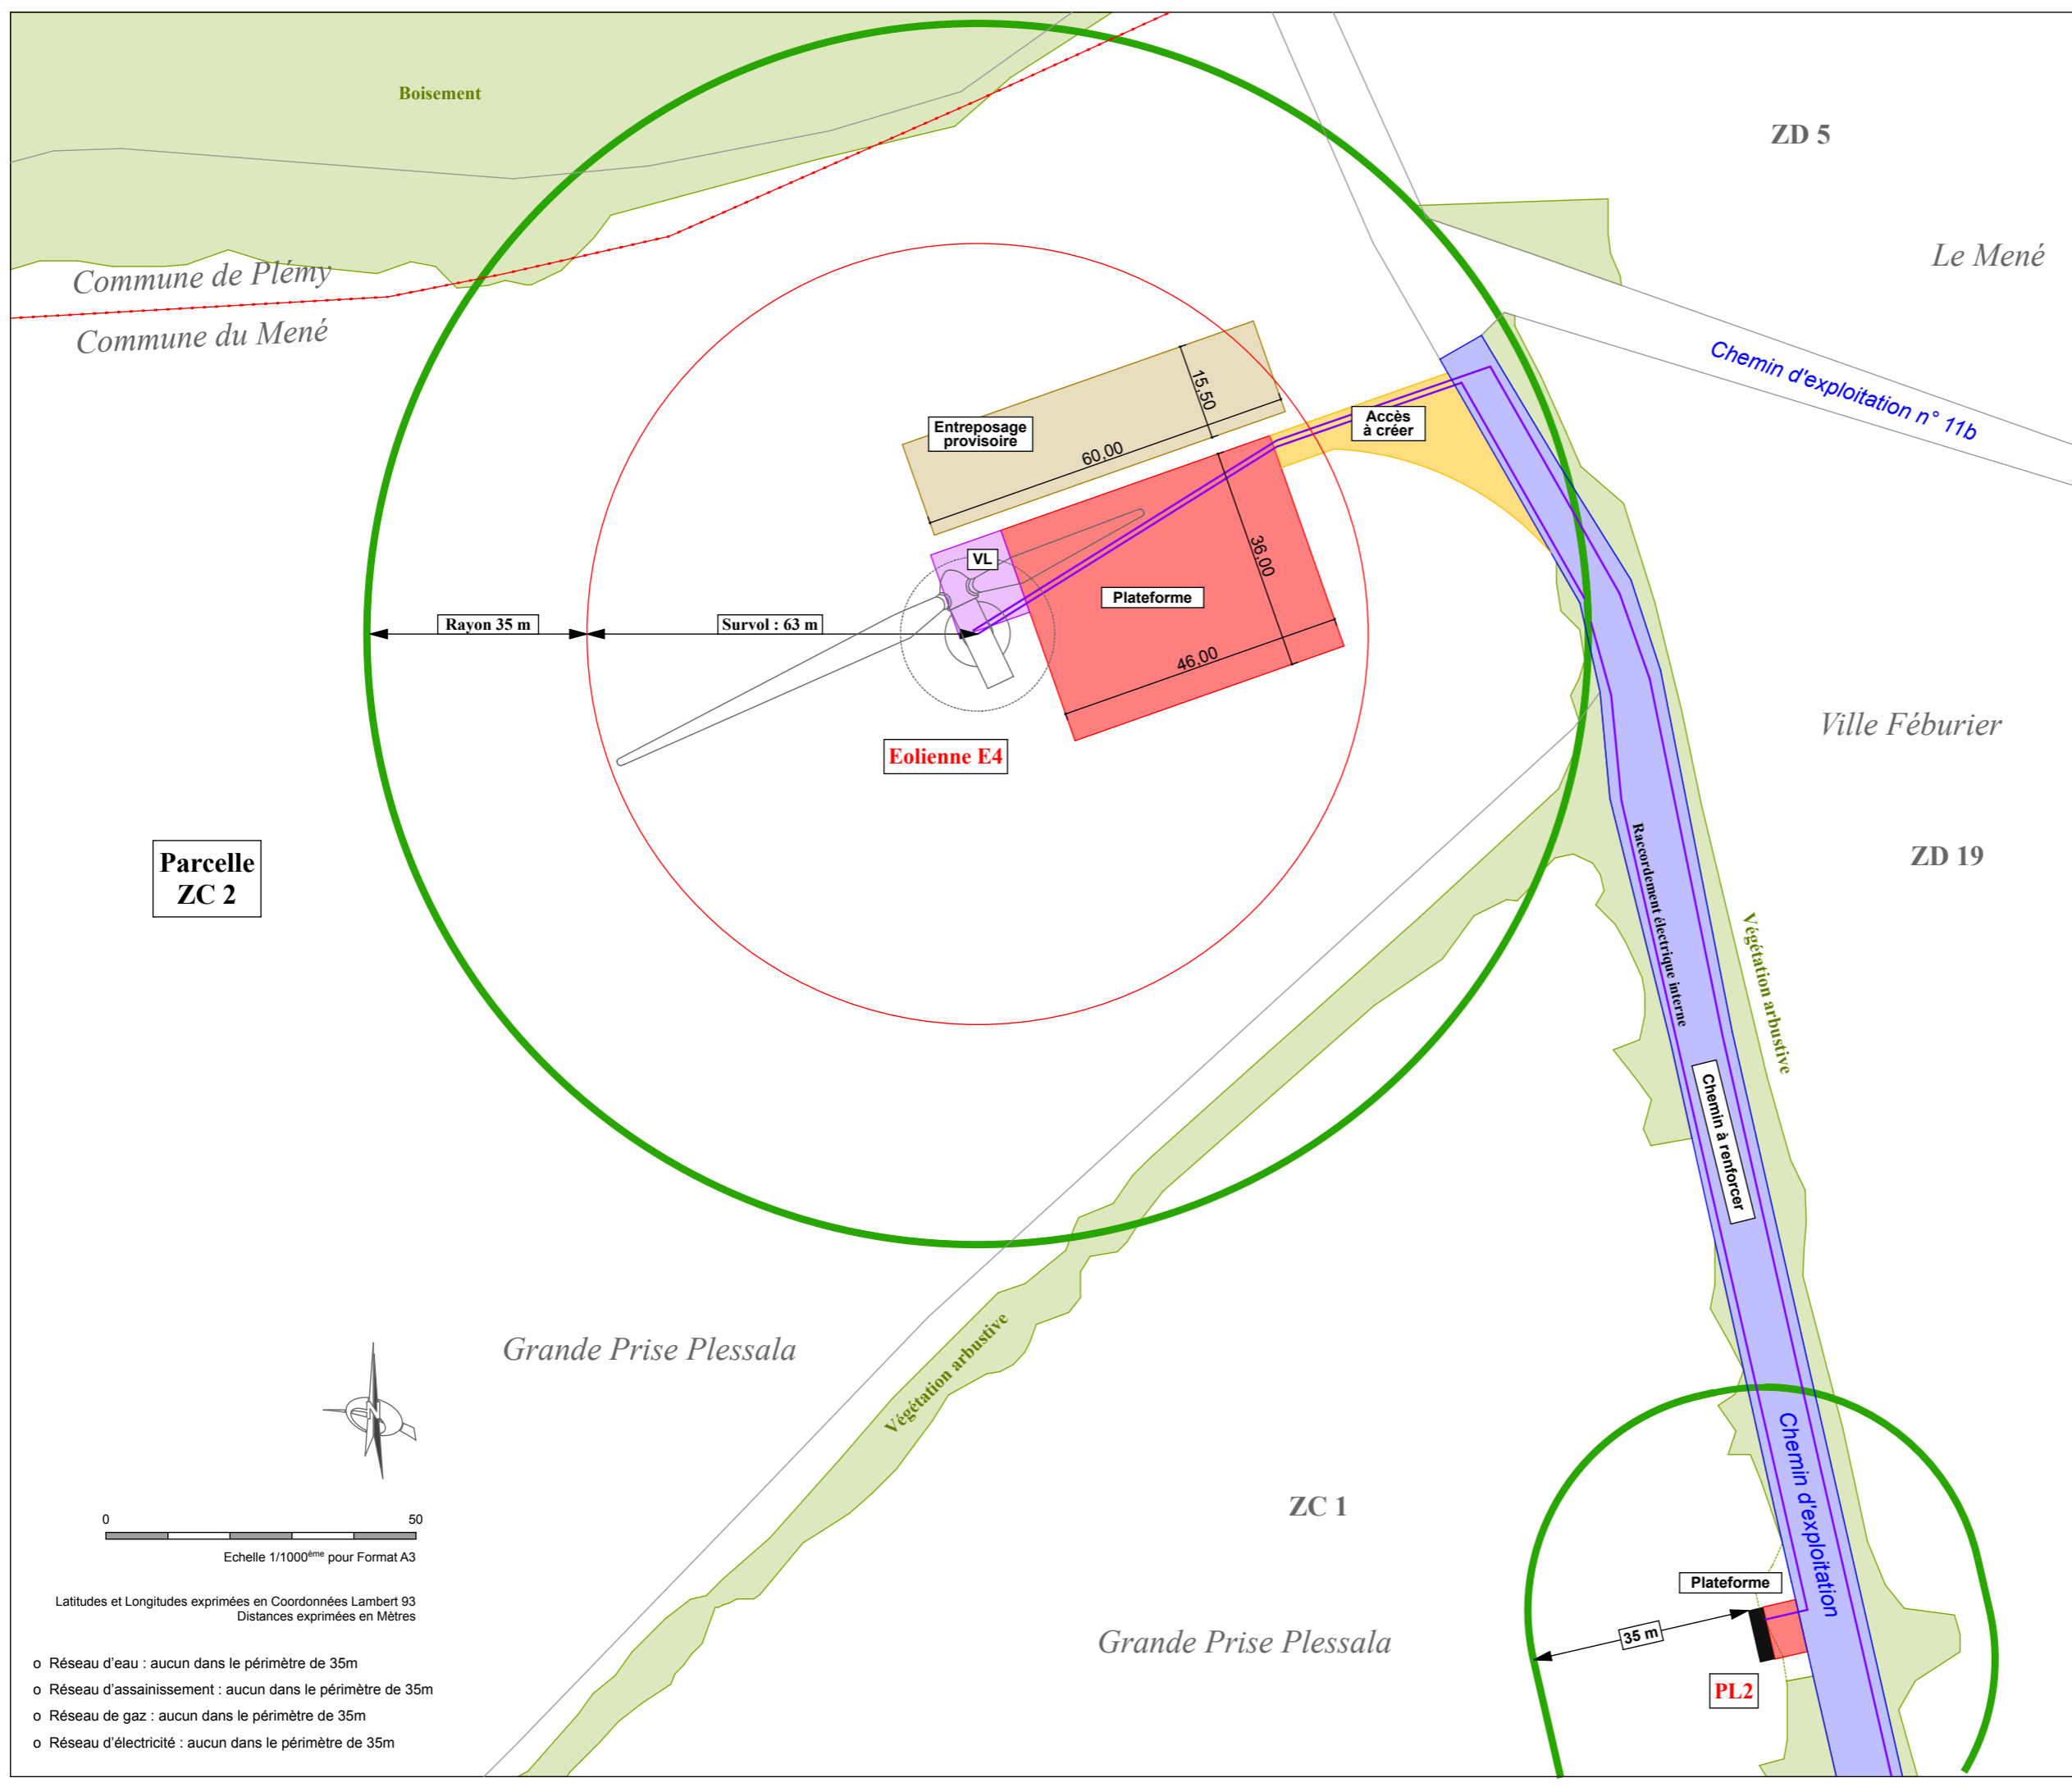 Boisement
ZD 5
Le Mené
Commune de Plémy
Commune du Mené
Chemin d'exploitation n° 11b
15,50
Entreposage
provisoire
60,00
Accès
à créer
VL
36,00
Plateforme
Rayon 35 m
Survol : 63 m
46,00
Eolienne E4
Ville Féburier
Parcelle
ZC 2
ZD 19
Raccordement électrique interne
Végétation arbustive
Chemin à renforcer
Grande Prise Plessala
Végétation arbustive
N
Chemin d'exploitation
ZC 1
0 50
Echelle 1/1000ème pour Format A3
Plateforme
Latitudes et Longitudes exprimées en Coordonnées Lambert 93
Distances exprimées en Mètres
35 m
Grande Prise Plessala
PL2
o Réseau d'eau : aucun dans le périmètre de 35m
o Réseau d'assainissement : aucun dans le périmètre de 35m
o Réseau de gaz : aucun dans le périmètre de 35m
o Réseau d'électricité : aucun dans le périmètre de 35m